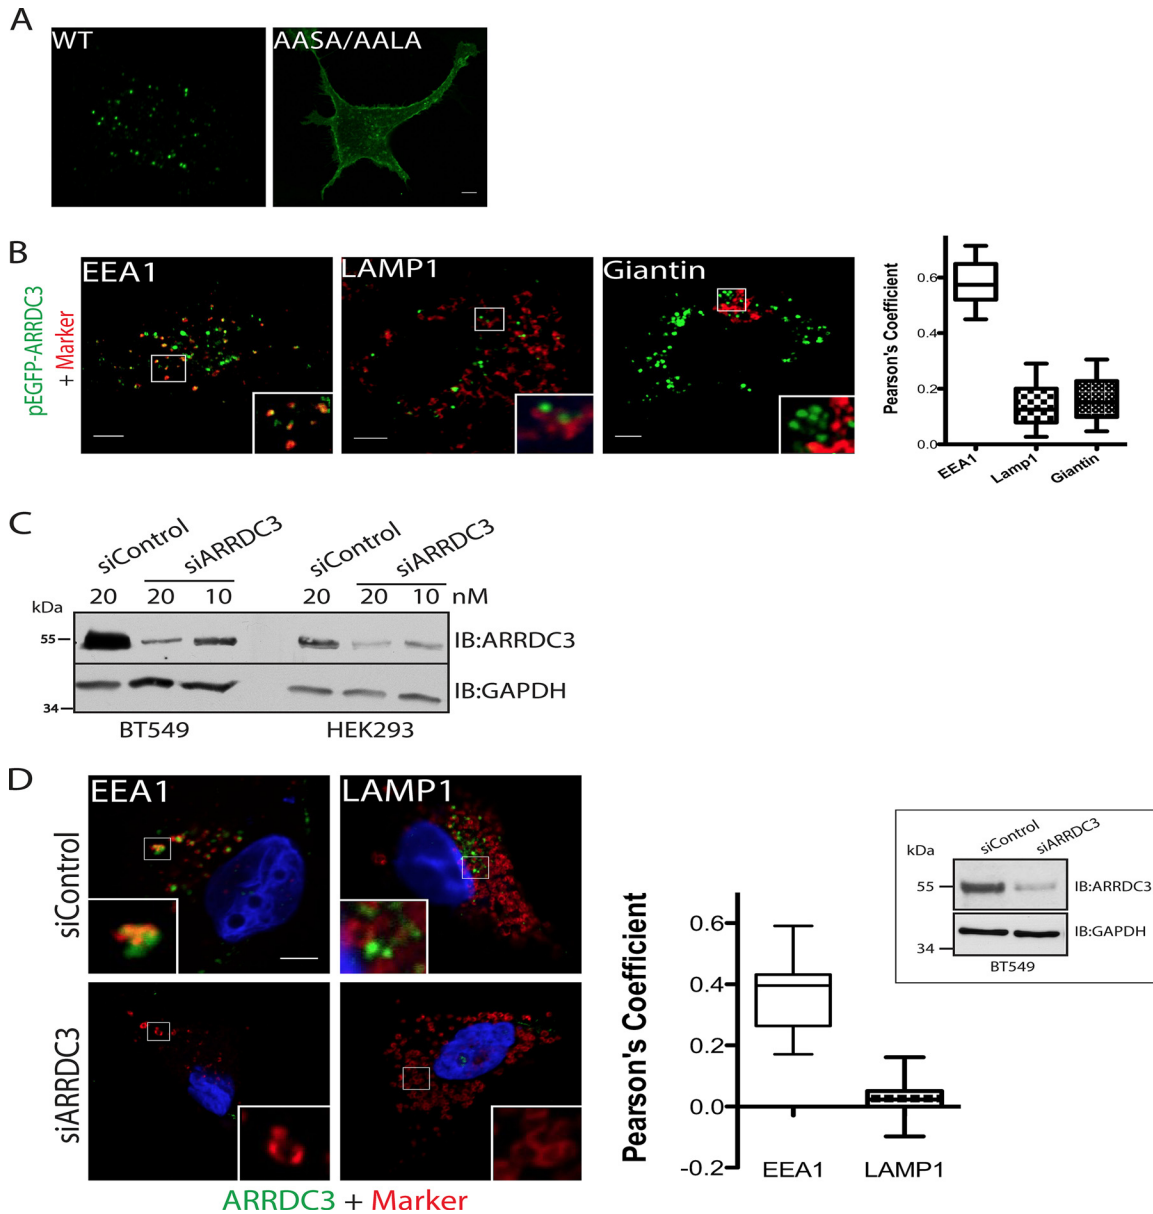 A
WT
AASA/AALA
B
pEGFP-ARRDC3
+ Marker
EEA1
LAMP1
Giantin
Pearson's Coefficient
0.6
0.4
0.2
0.0
EEA1
Lamp1
Giantin
C
siControl
siARRDC3
siControl
siARRDC3
20 20 10 20 20 10 nM
kDa
55
IB:ARRDC3
IB:GAPDH
34
BT549
HEK293
D
EEA1
LAMP1
siControl
siARRDC3
ARRDC3 + Marker
Pearson's Coefficient
0.6
0.4
0.2
0.0
-0.2
EEA1
LAMP1
siControl
siARRDC3
kDa
55
IB:ARRDC3
IB:GAPDH
34
BT549